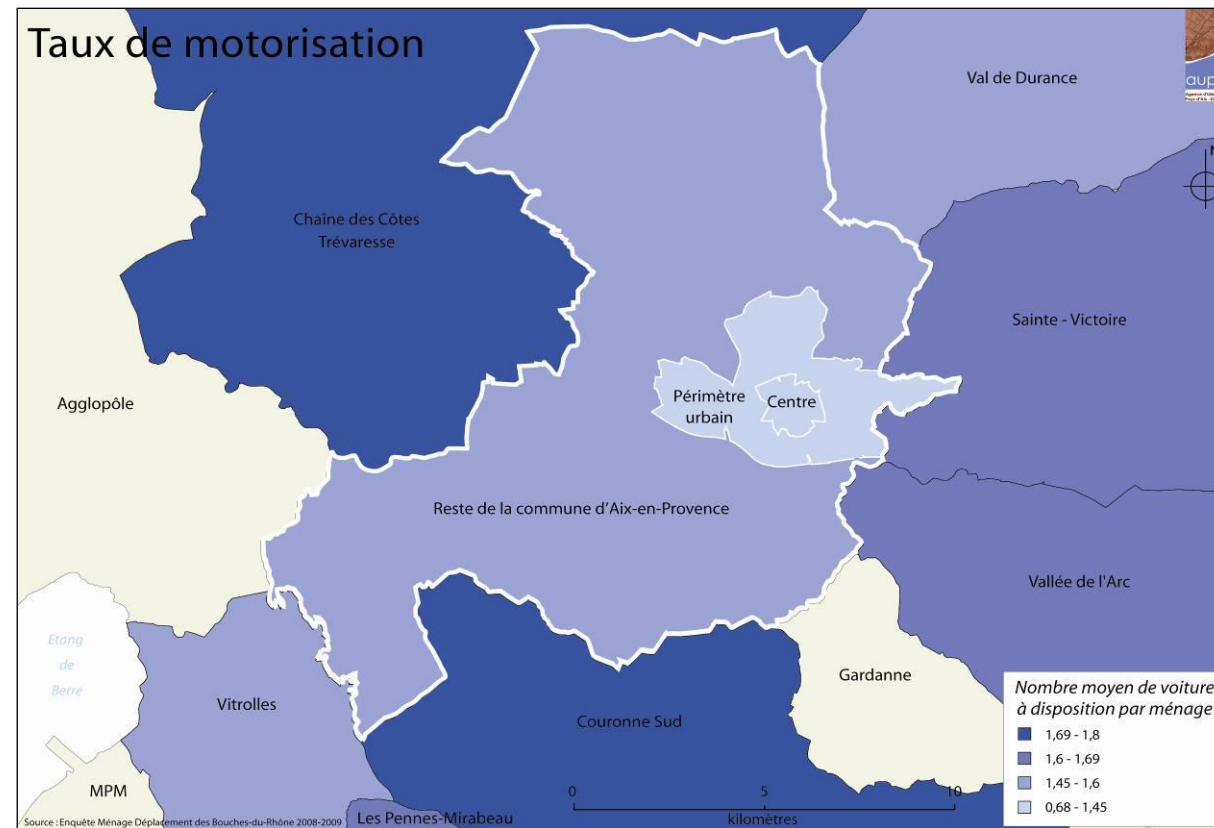 Taux de motorisation
Val de Durance
aup
N
Chaîne des Côtes
Trévaresse
Sainte - Victoire
Agglopôle
Périmètre
urbain
Centre
Reste de la commune d'Aix-en-Provence
Vallée de l'Arc
Etang
de
Berre
Gardanne
Vitrolles
Couronne Sud
Nombre moyen de voiture
à disposition par ménage
1,69 - 1,8
1,6 - 1,69
1,45 - 1,6
0,68 - 1,45
MPM
0 5 10
kilomètres
Les Pennes-Mirabeau
Source : Enquête Ménage Déplacement des Bouches-du-Rhône 2008-2009